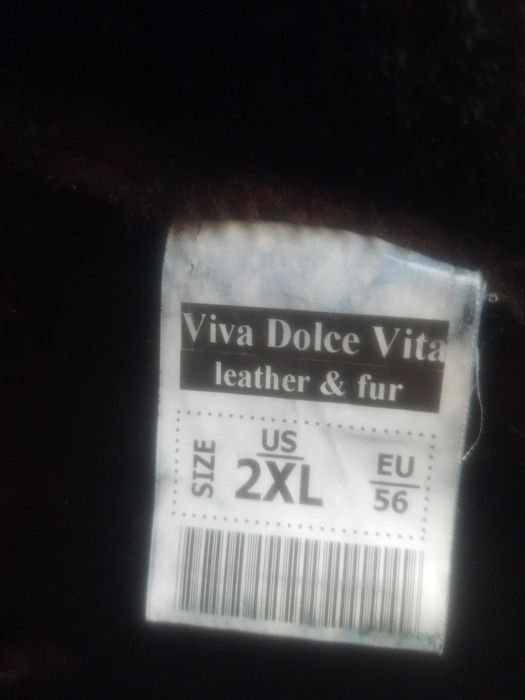 Viva Dolce Vita
leather & fur
SIZE
US
2XL
EU
56